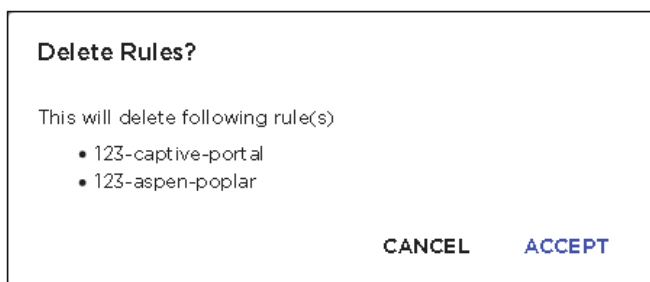 Delete Rules?
This will delete following rule(s)
• 123-captive-portal
• 123-aspen-poplar
CANCEL ACCEPT